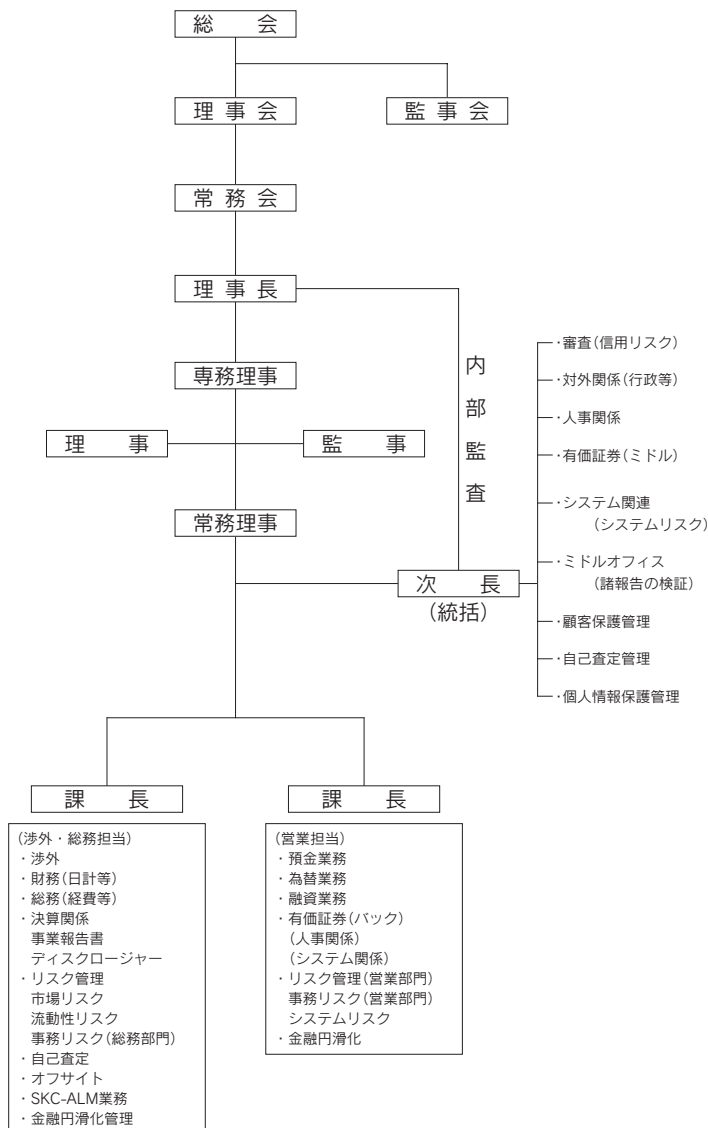 総　会
理事会
監事会
常務会
理事長
専務理事
理　事
監　事
常務理事
内部監査
次　長
(統括)
・審査(信用リスク)
・対外関係(行政等)
・人事関係
・有価証券(ミドル)
・システム関連
(システムリスク)
・ミドルオフィス
(諸報告の検証)
・顧客保護管理
・自己査定管理
・個人情報保護管理
課　長
(渉外・総務担当)
・渉外
・財務(日計等)
・総務(経費等)
・決算関係
事業報告書
ディスクロージャー
・リスク管理
市場リスク
流動性リスク
事務リスク(総務部門)
・自己査定
・オフサイト
・SKC-ALM業務
・金融円滑化管理
課　長
(営業担当)
・預金業務
・為替業務
・融資業務
・有価証券(バック)
(人事関係)
(システム関係)
・リスク管理(営業部門)
事務リスク(営業部門)
システムリスク
・金融円滑化